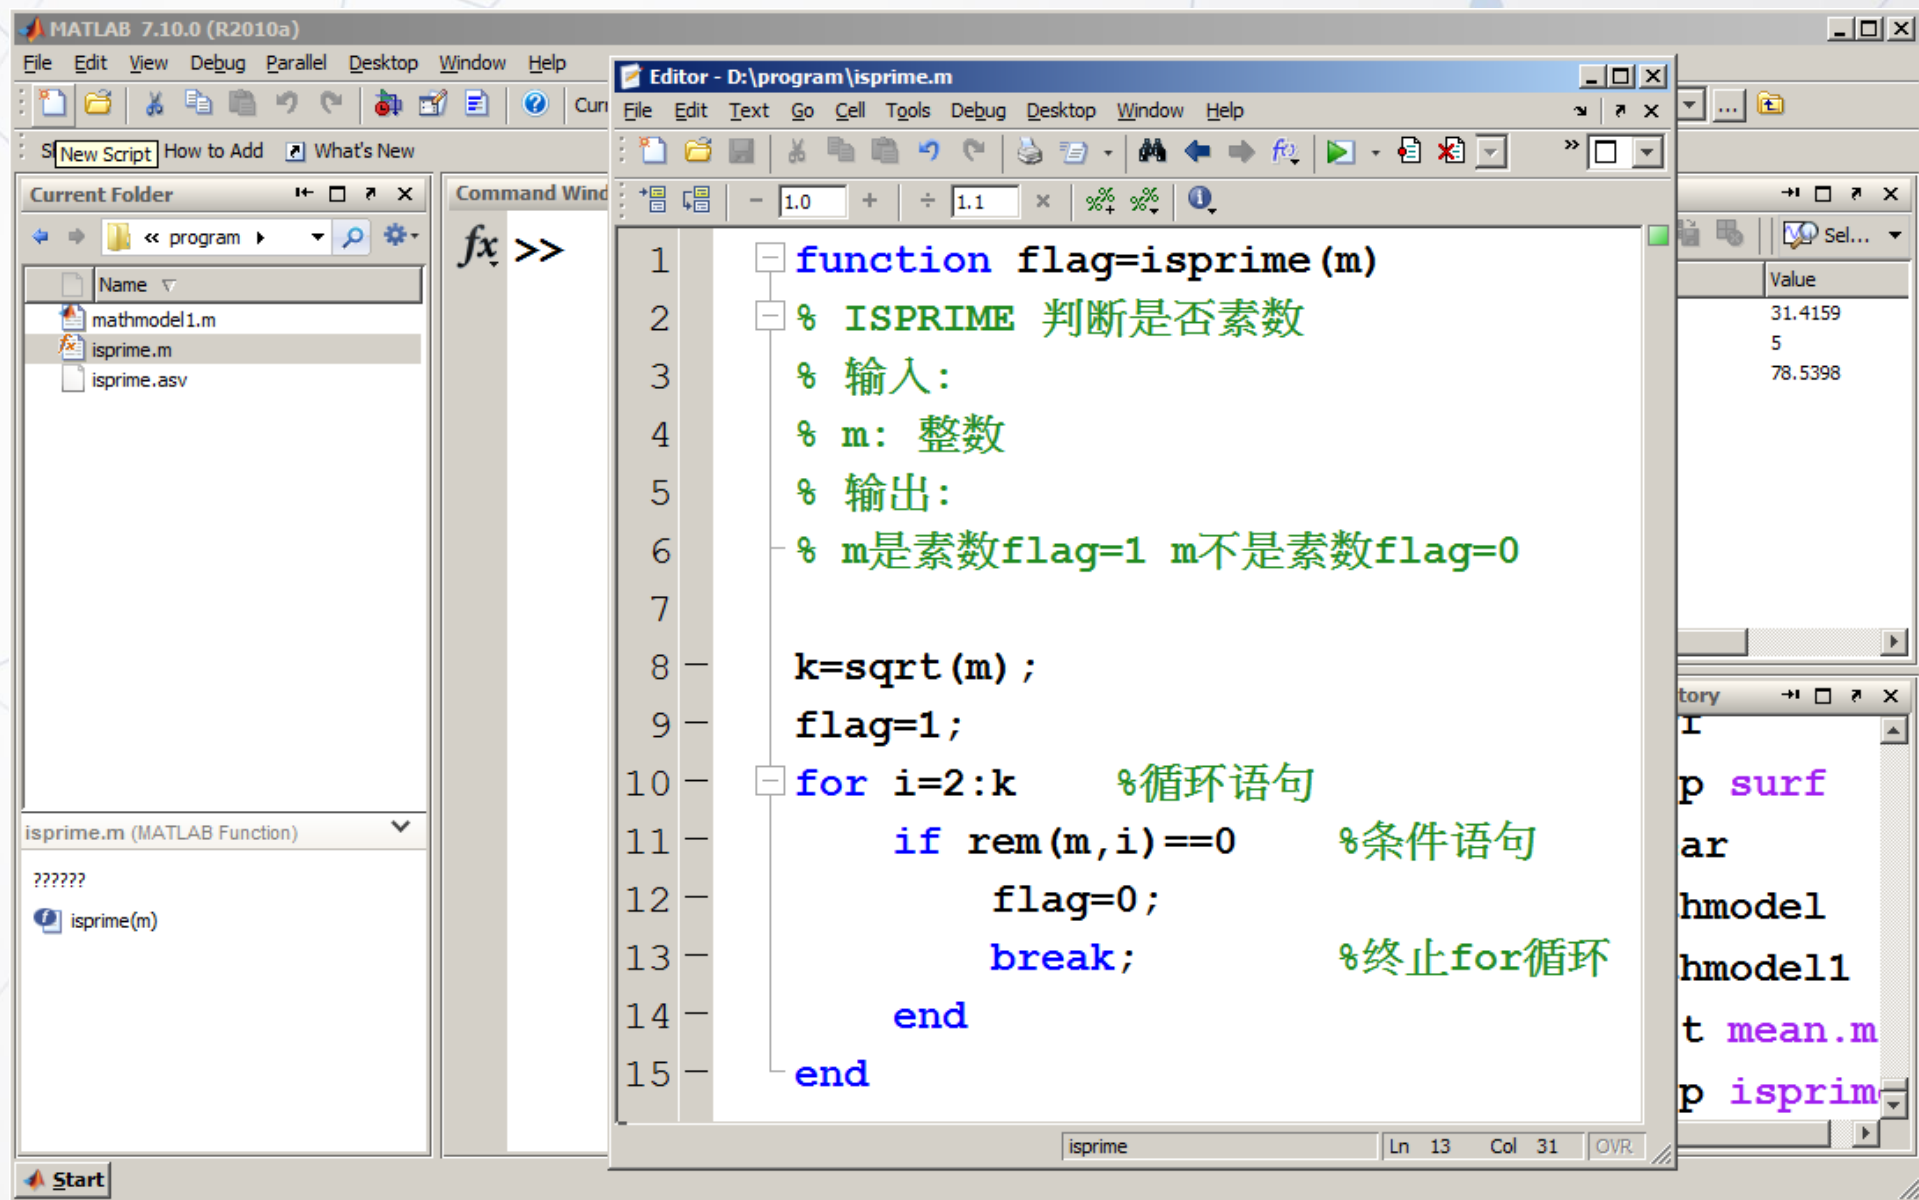 MATLAB 7.10.0 (R2010a)
File Edit View Debug Parallel Desktop Window Help
New Script How to Add What's New
Current Folder
« program
Name
mathmodel1.m
isprime.m
isprime.asv
isprime.m (MATLAB Function)
??????
isprime(m)
Start
Command Wind
fx >>
Editor - D:\program\isprime.m
File Edit Text Go Cell Tools Debug Desktop Window Help
1.0 1.1
1 function flag=isprime(m)
2 % ISPRIME 判断是否素数
3 % 输入:
4 % m: 整数
5 % 输出:
6 % m是素数flag=1 m不是素数flag=0
7
8 k=sqrt(m);
9 flag=1;
10 for i=2:k %循环语句
11 if rem(m,i)==0 %条件语句
12 flag=0;
13 break; %终止for循环
14 end
15 end
isprime Ln 13 Col 31 OVR
Sel...
Value
31.4159
5
78.5398
tory
p surf
ar
hmodel
hmodel1
t mean.m
p isprim